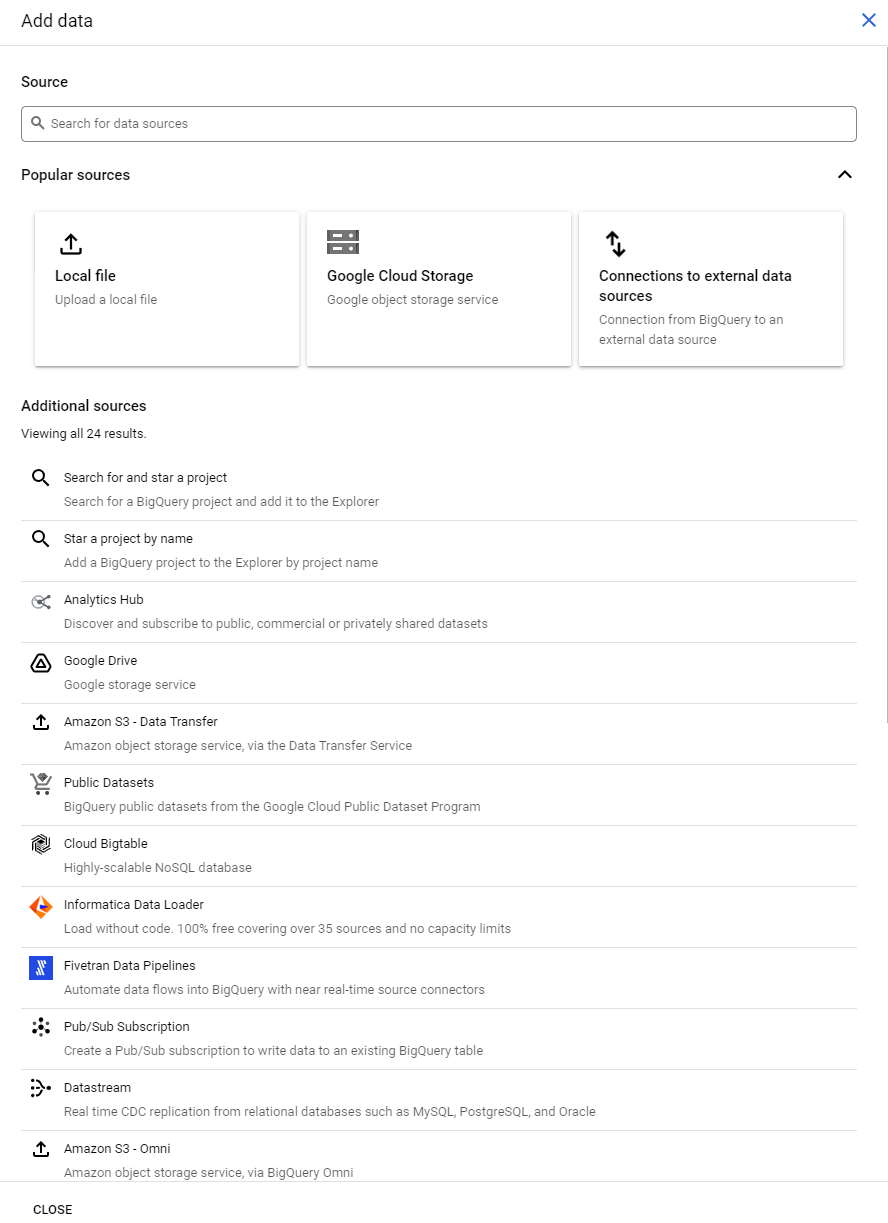 Add data
Source
Search for data sources
Popular sources
Local file
Upload a local file
Google Cloud Storage
Google object storage service
Connections to external data
sources
Connection from BigQuery to an
external data source
Additional sources
Viewing all 24 results.
Search for and star a project
Search for a BigQuery project and add it to the Explorer
Star a project by name
Add a BigQuery project to the Explorer by project name
Analytics Hub
Discover and subscribe to public, commercial or privately shared datasets
Google Drive
Google storage service
Amazon S3 - Data Transfer
Amazon object storage service, via the Data Transfer Service
Public Datasets
BigQuery public datasets from the Google Cloud Public Dataset Program
Cloud Bigtable
Highly-scalable NoSQL database
Informatica Data Loader
Load without code. 100% free covering over 35 sources and no capacity limits
Fivetran Data Pipelines
Automate data flows into BigQuery with near real-time source connectors
Pub/Sub Subscription
Create a Pub/Sub subscription to write data to an existing BigQuery table
Datastream
Real time CDC replication from relational databases such as MySQL, PostgreSQL, and Oracle
Amazon S3 - Omni
Amazon object storage service, via BigQuery Omni
CLOSE